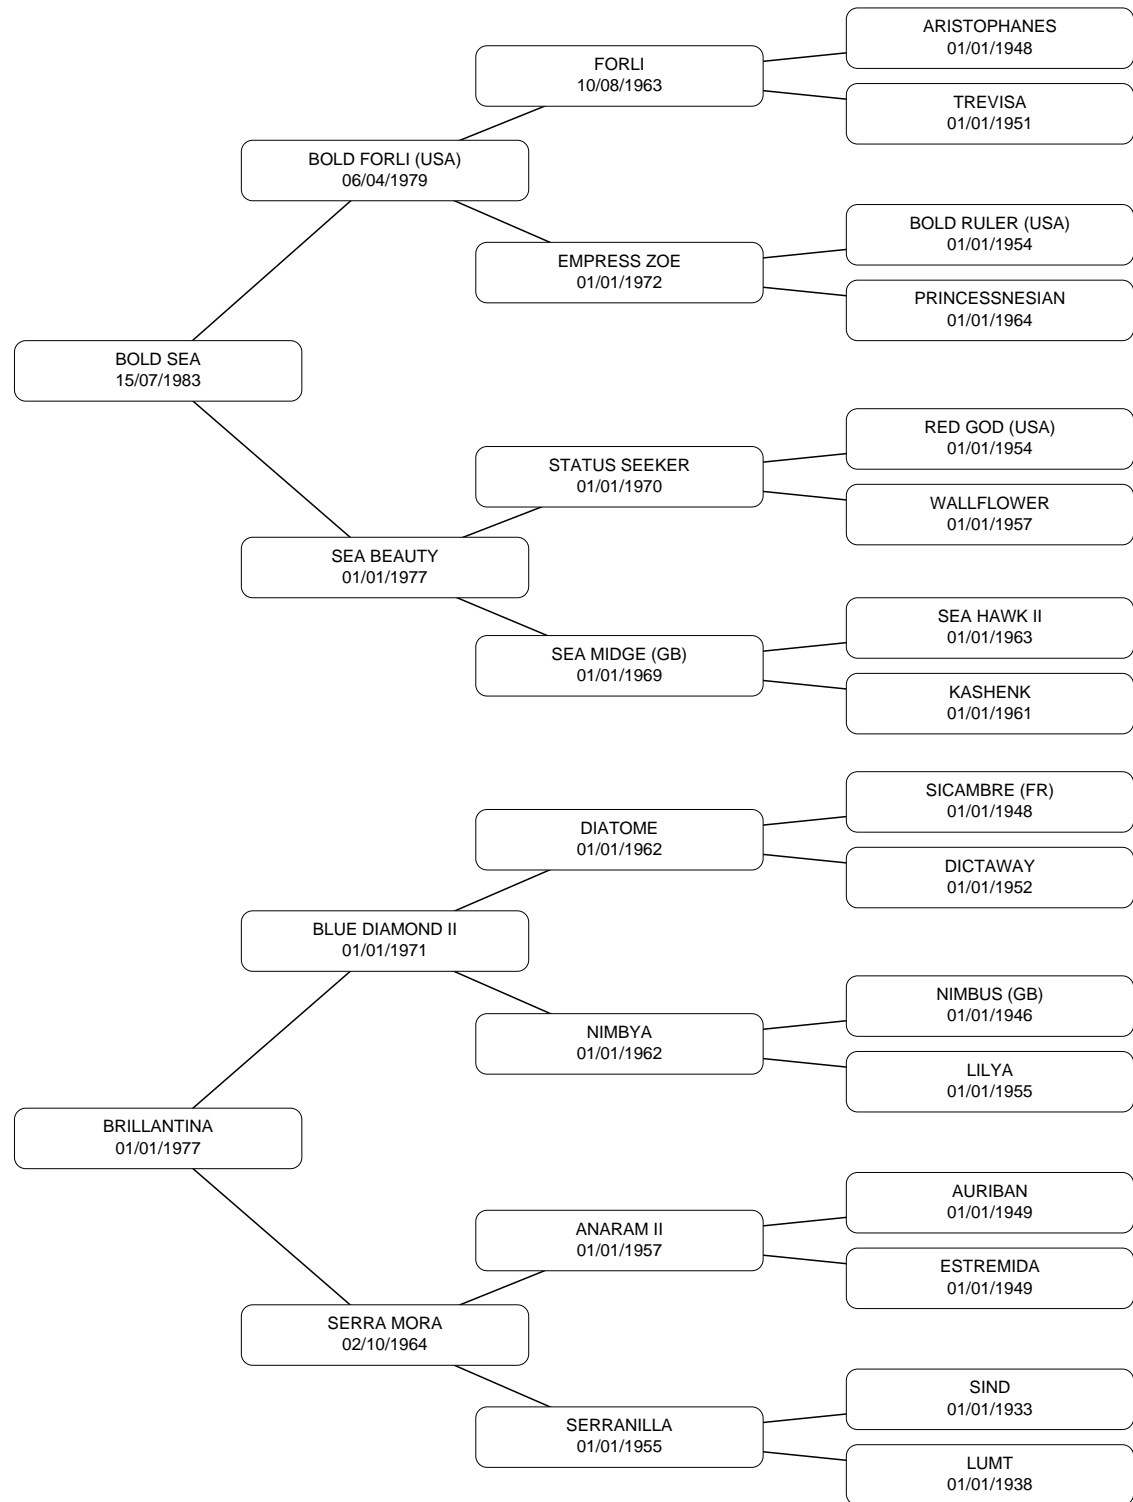 ARISTOPHANES
01/01/1948
FORLI
10/08/1963
TREVISA
01/01/1951
BOLD FORLI (USA)
06/04/1979
BOLD RULER (USA)
01/01/1954
EMPRESS ZOE
01/01/1972
PRINCESSNESIAN
01/01/1964
BOLD SEA
15/07/1983
RED GOD (USA)
01/01/1954
STATUS SEEKER
01/01/1970
WALLFLOWER
01/01/1957
SEA BEAUTY
01/01/1977
SEA HAWK II
01/01/1963
SEA MIDGE (GB)
01/01/1969
KASHENK
01/01/1961
SICAMBRE (FR)
01/01/1948
DIATOME
01/01/1962
DICTAWAY
01/01/1952
BLUE DIAMOND II
01/01/1971
NIMBUS (GB)
01/01/1946
NIMBYA
01/01/1962
LILYA
01/01/1955
BRILLANTINA
01/01/1977
AURIBAN
01/01/1949
ANARAM II
01/01/1957
ESTREMIDA
01/01/1949
SERRA MORA
02/10/1964
SIND
01/01/1933
SERRANILLA
01/01/1955
LUMT
01/01/1938